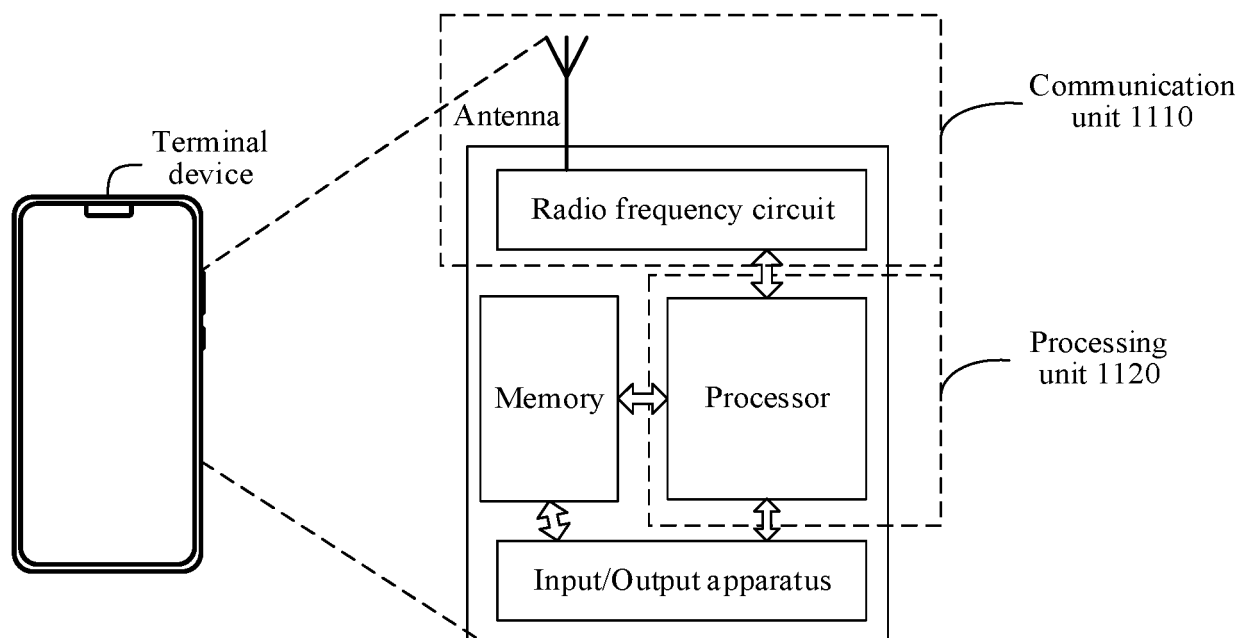 Communication
unit 1110
Antenna
Terminal
device
Radio frequency circuit
Processing
unit 1120
Memory
Processor
Input/Output apparatus